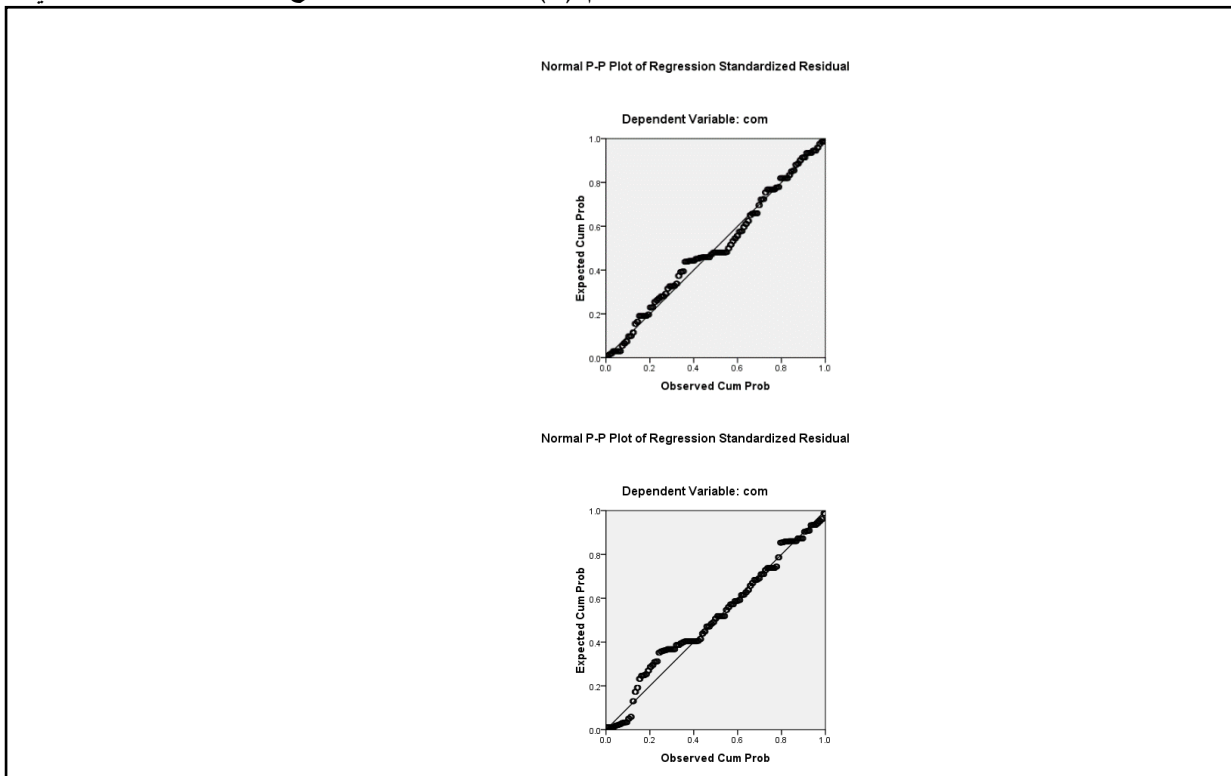 Normal P-P Plot of Regression Standardized Residual
Dependent Variable: com
1.0
0.8
0.6
0.4
0.2
0.0
Expected Cum Prob
0.0 0.2 0.4 0.6 0.8 1.0
Observed Cum Prob
Normal P-P Plot of Regression Standardized Residual
Dependent Variable: com
1.0
0.8
0.6
0.4
0.2
0.0
Expected Cum Prob
0.0 0.2 0.4 0.6 0.8 1.0
Observed Cum Prob